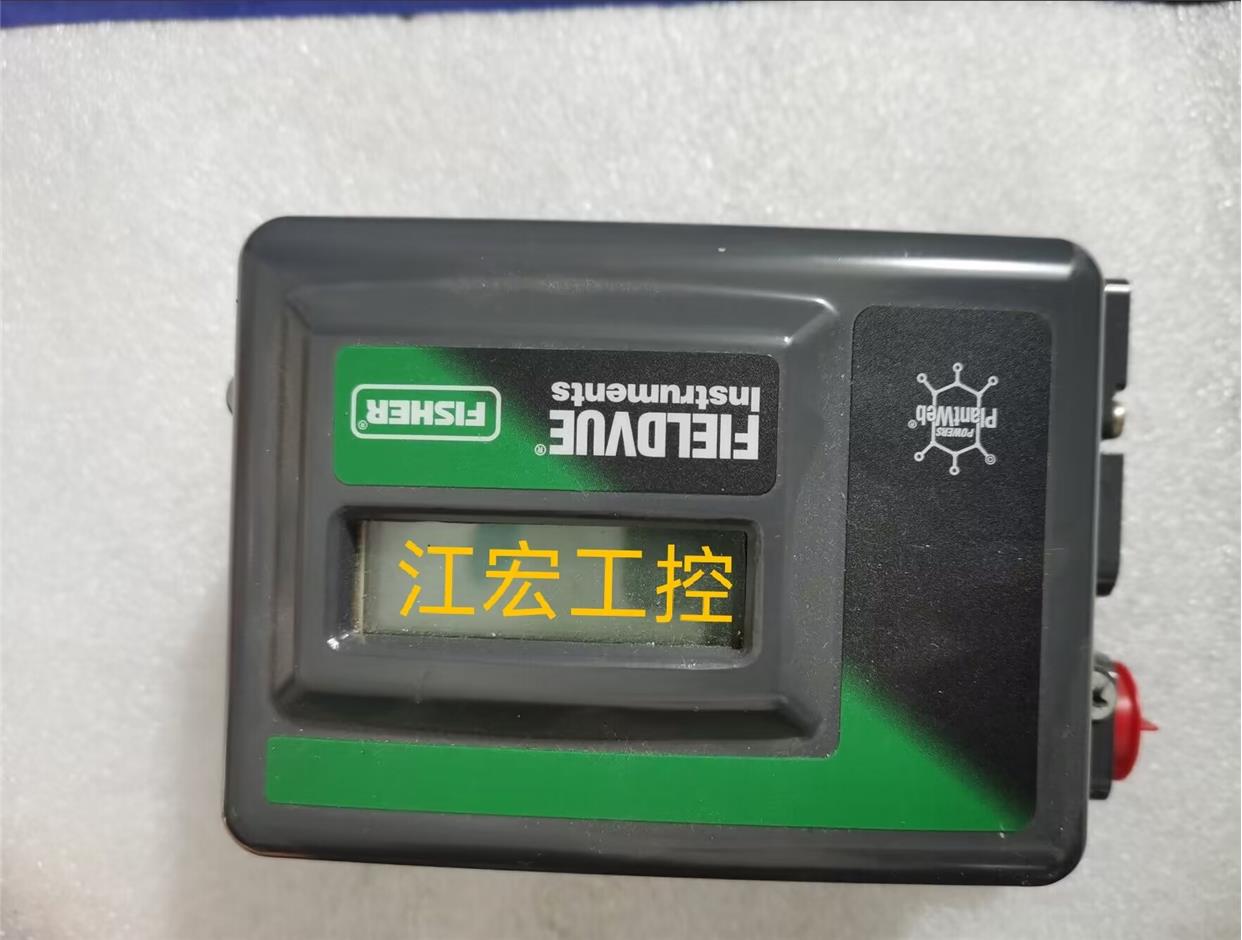 FIELDVUE®
Instruments
FISHER®
POWERS
PlantWeb®
江宏工控